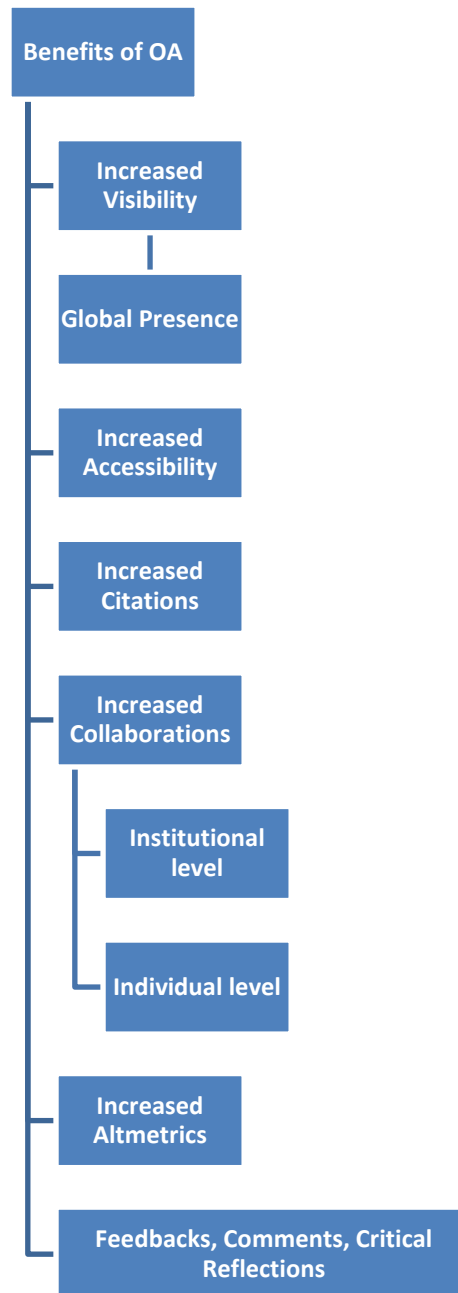 Benefits of OA
Increased
Visibility
Global Presence
Increased
Accessibility
Increased
Citations
Increased
Collaborations
Institutional
level
Individual level
Increased
Altmetrics
Feedbacks, Comments, Critical
Reflections